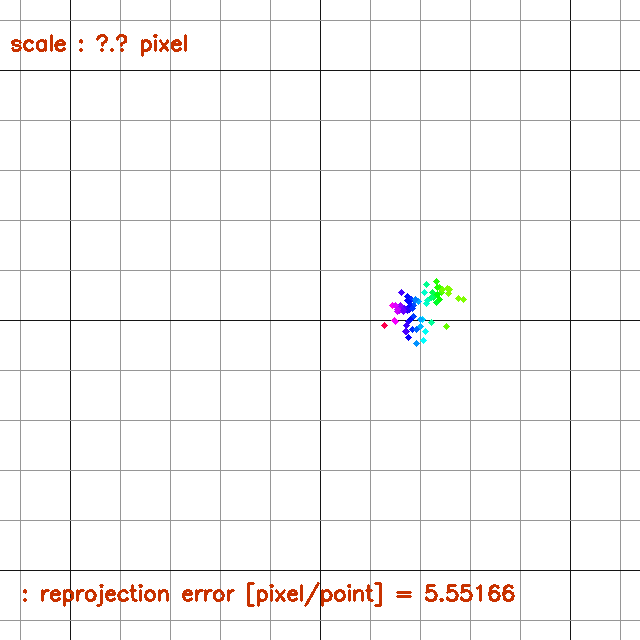 scale : ?.? pixel
: reprojection error [pixel/point] = 5.55166